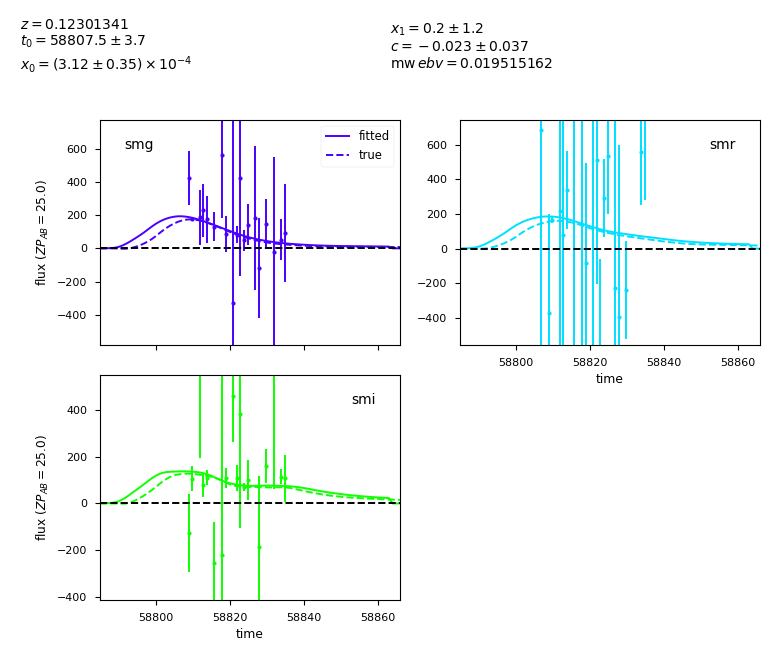 z = 0.12301341
t₀ = 58807.5 ± 3.7
x₀ = (3.12 ± 0.35) × 10⁻⁴
x₁ = 0.2 ± 1.2
c = −0.023 ± 0.037
mw ebv = 0.019515162
smg
fitted
true
600
400
200
0
−200
−400
flux (ZP_AB = 25.0)
smr
600
400
200
0
−200
−400
58800 58820 58840 58860
time
smi
400
200
0
−200
−400
flux (ZP_AB = 25.0)
58800 58820 58840 58860
time